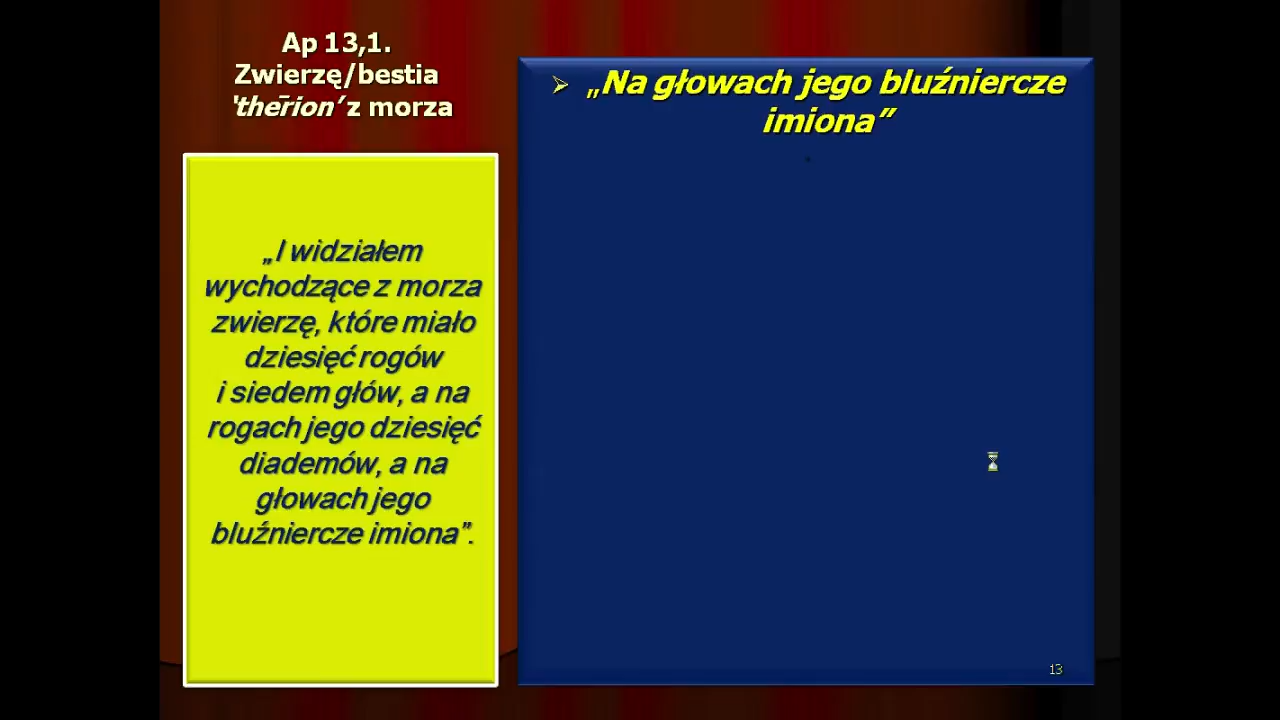 Ap 13,1.
Zwierzę/bestia
‘thērion’ z morza
„I widziałem
wychodzące z morza
zwierzę, które miało
dziesięć rogów
i siedem głów, a na
rogach jego dziesięć
diademów, a na
głowach jego
bluźniercze imiona”.
➢ „Na głowach jego bluźniercze
imiona”
13